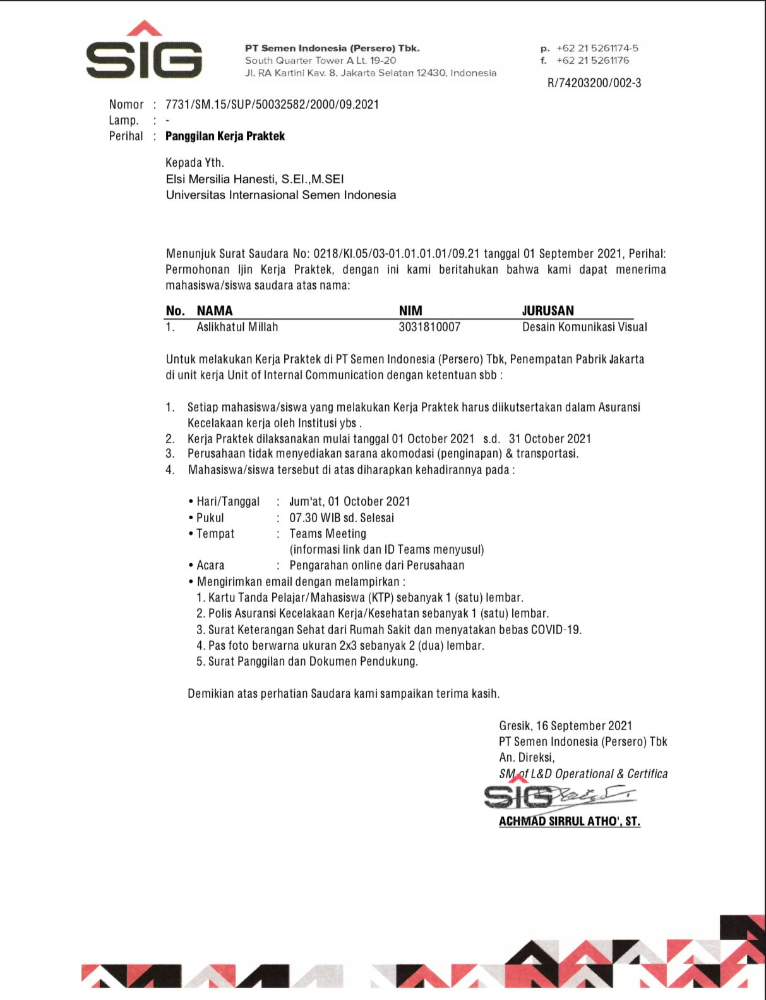 SIG
PT Semen Indonesia (Persero) Tbk.
South Quarter Tower A Lt. 19-20
Jl. RA Kartini Kav. 8, Jakarta Selatan 12430, Indonesia
p. +62 21 5261174-5
f. +62 21 5261176
R/74203200/002-3
Nomor : 7731/SM.15/SUP/50032582/2000/09.2021
Lamp. : -
Perihal : Panggilan Kerja Praktek
Kepada Yth.
Elsi Mersilia Hanesti, S.EI.,M.SEI
Universitas Internasional Semen Indonesia
Menunjuk Surat Saudara No: 0218/KI.05/03-01.01.01.01/09.21 tanggal 01 September 2021, Perihal:
Permohonan Ijin Kerja Praktek, dengan ini kami beritahukan bahwa kami dapat menerima
mahasiswa/siswa saudara atas nama:
No. NAMA NIM JURUSAN
1. Aslikhatul Millah 3031810007 Desain Komunikasi Visual
Untuk melakukan Kerja Praktek di PT Semen Indonesia (Persero) Tbk, Penempatan Pabrik Jakarta
di unit kerja Unit of Internal Communication dengan ketentuan sbb :
1. Setiap mahasiswa/siswa yang melakukan Kerja Praktek harus diikutsertakan dalam Asuransi
Kecelakaan kerja oleh Institusi ybs .
2. Kerja Praktek dilaksanakan mulai tanggal 01 October 2021 s.d. 31 October 2021
3. Perusahaan tidak menyediakan sarana akomodasi (penginapan) & transportasi.
4. Mahasiswa/siswa tersebut di atas diharapkan kehadirannya pada :
• Hari/Tanggal : Jum'at, 01 October 2021
• Pukul : 07.30 WIB sd. Selesai
• Tempat : Teams Meeting
(informasi link dan ID Teams menyusul)
• Acara : Pengarahan online dari Perusahaan
• Mengirimkan email dengan melampirkan :
1. Kartu Tanda Pelajar/Mahasiswa (KTP) sebanyak 1 (satu) lembar.
2. Polis Asuransi Kecelakaan Kerja/Kesehatan sebanyak 1 (satu) lembar.
3. Surat Keterangan Sehat dari Rumah Sakit dan menyatakan bebas COVID-19.
4. Pas foto berwarna ukuran 2x3 sebanyak 2 (dua) lembar.
5. Surat Panggilan dan Dokumen Pendukung.
Demikian atas perhatian Saudara kami sampaikan terima kasih.
Gresik, 16 September 2021
PT Semen Indonesia (Persero) Tbk
An. Direksi,
SM of L&D Operational & Certifica
SIG
ACHMAD SIRRUL ATHO', ST.